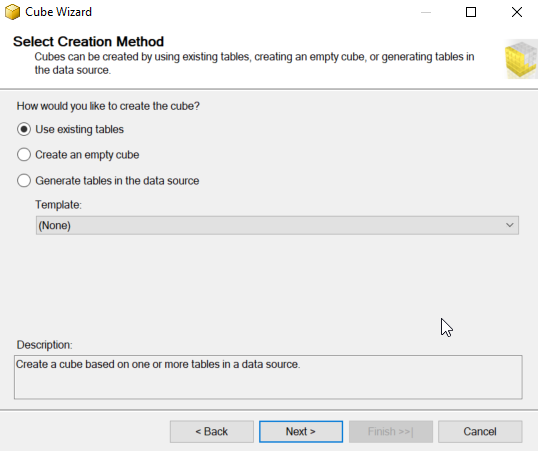 Cube Wizard
Select Creation Method
Cubes can be created by using existing tables, creating an empty cube, or generating tables in
the data source.
How would you like to create the cube?
Use existing tables
Create an empty cube
Generate tables in the data source
Template:
(None)
Description:
Create a cube based on one or more tables in a data source.
< Back
Next >
Finish >>|
Cancel